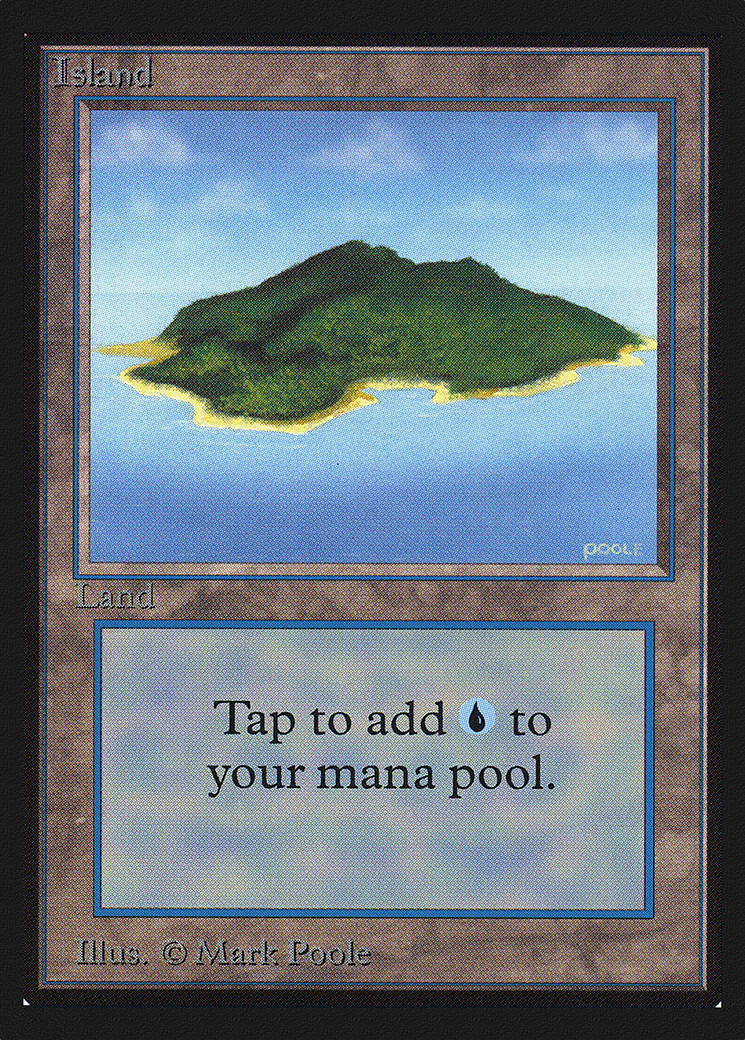 Island
POOLE
Land
Tap to add to
your mana pool.
Illus. © Mark Poole